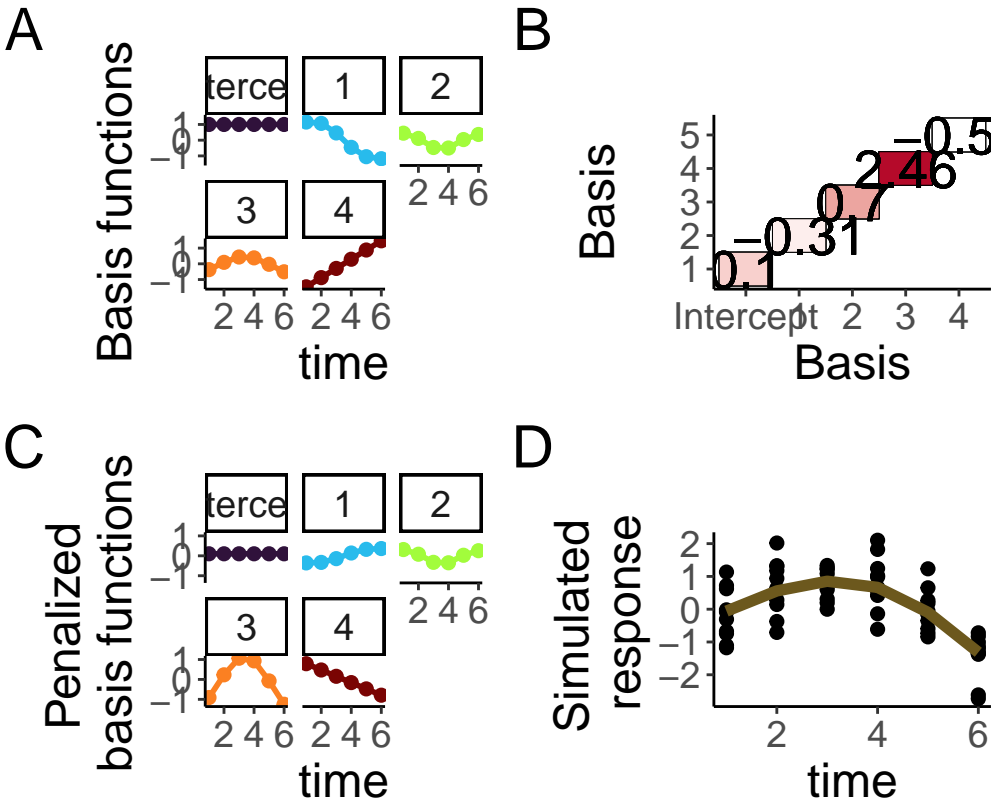 A
Basis functions
terce
1
2
1
0
−1
2 4 6
3
4
1
0
−1
2 4 6
2 4 6
time
B
Basis
5
4
3
2
1
−0.5
2.46
0.7
−0.31
0.1
Intercept
1
2
3
4
Basis
C
Penalized
basis functions
terce
1
2
1
0
−1
2 4 6
3
4
1
0
−1
2 4 6
2 4 6
time
D
Simulated
response
2
1
0
−1
−2
2
4
6
time